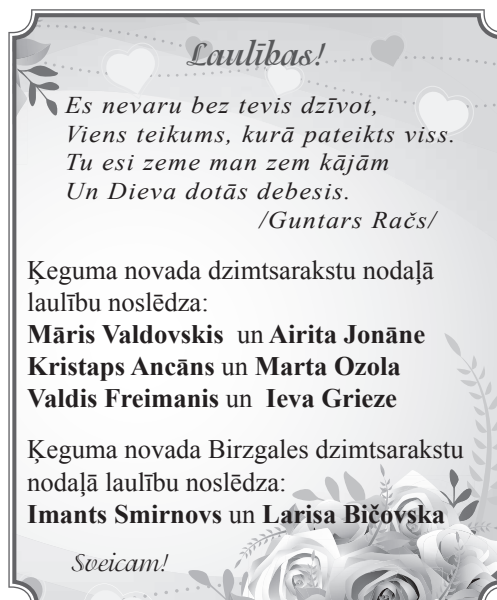 Laulības!
Es nevaru bez tevis dzīvot,
Viens teikums, kurā pateikts viss.
Tu esi zeme man zem kājām
Un Dieva dotās debesis.
/Guntars Račs/
Ķeguma novada dzimtsarakstu nodaļā
laulību noslēdza:
Māris Valdovskis un Airita Jonāne
Kristaps Ancāns un Marta Ozola
Valdis Freimanis un Ieva Grieze
Ķeguma novada Birzgales dzimtsarakstu
nodaļā laulību noslēdza:
Imants Smirnovs un Larisa Bičovska
Sveicam!